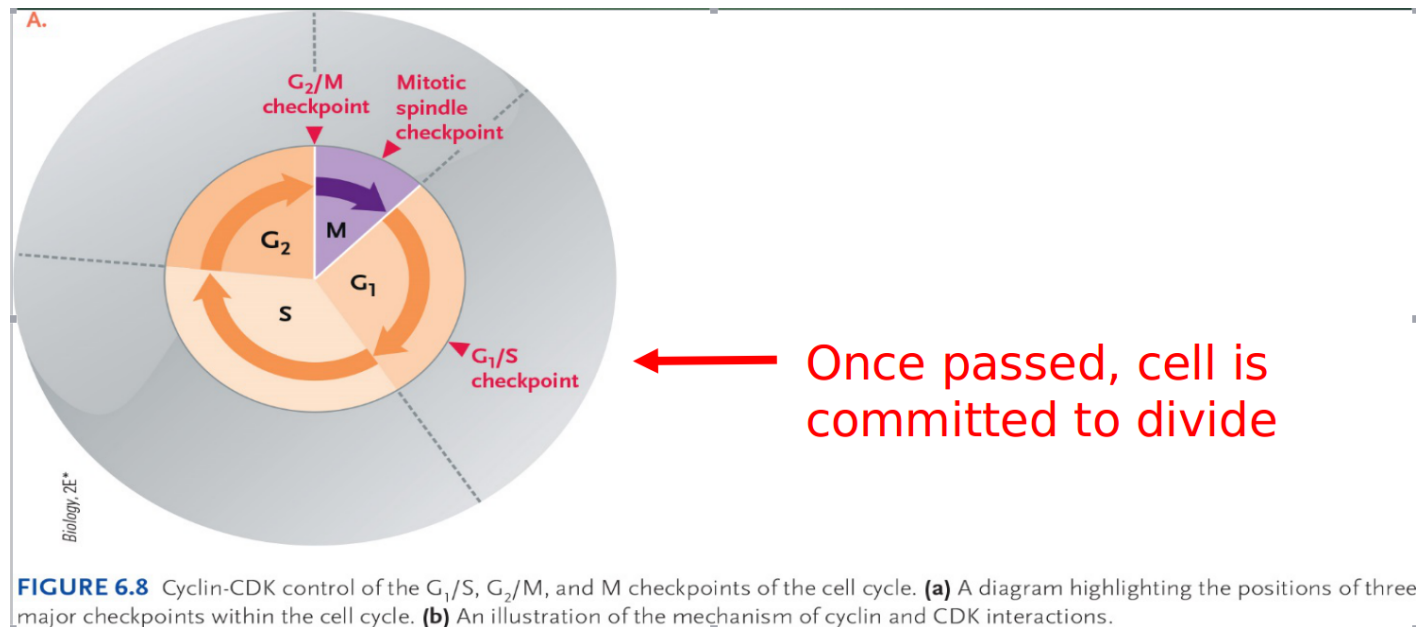 A.
G₂/M
checkpoint
Mitotic
spindle
checkpoint
M
G₂
G₁
S
G₁/S
checkpoint
Once passed, cell is
committed to divide
Biology, 2E*
FIGURE 6.8 Cyclin-CDK control of the G₁/S, G₂/M, and M checkpoints of the cell cycle. (a) A diagram highlighting the positions of three
major checkpoints within the cell cycle. (b) An illustration of the mechanism of cyclin and CDK interactions.